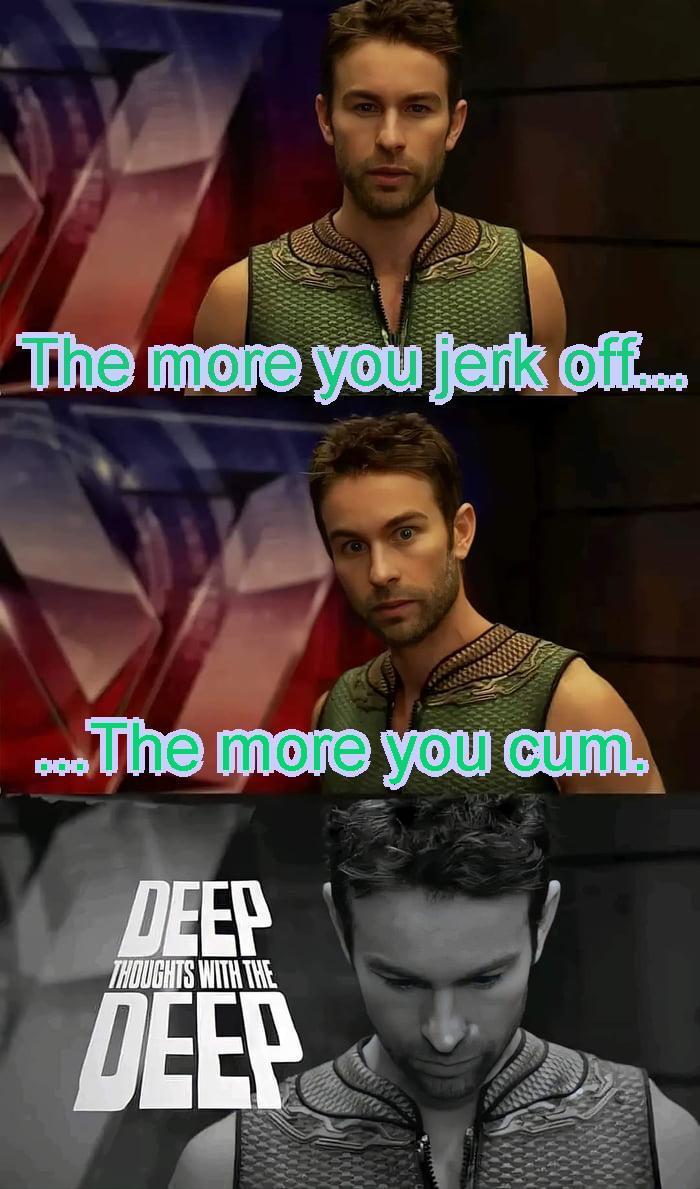 The more you jerk off...
...The more you cum.
DEEP
THOUGHTS WITH THE
DEEP